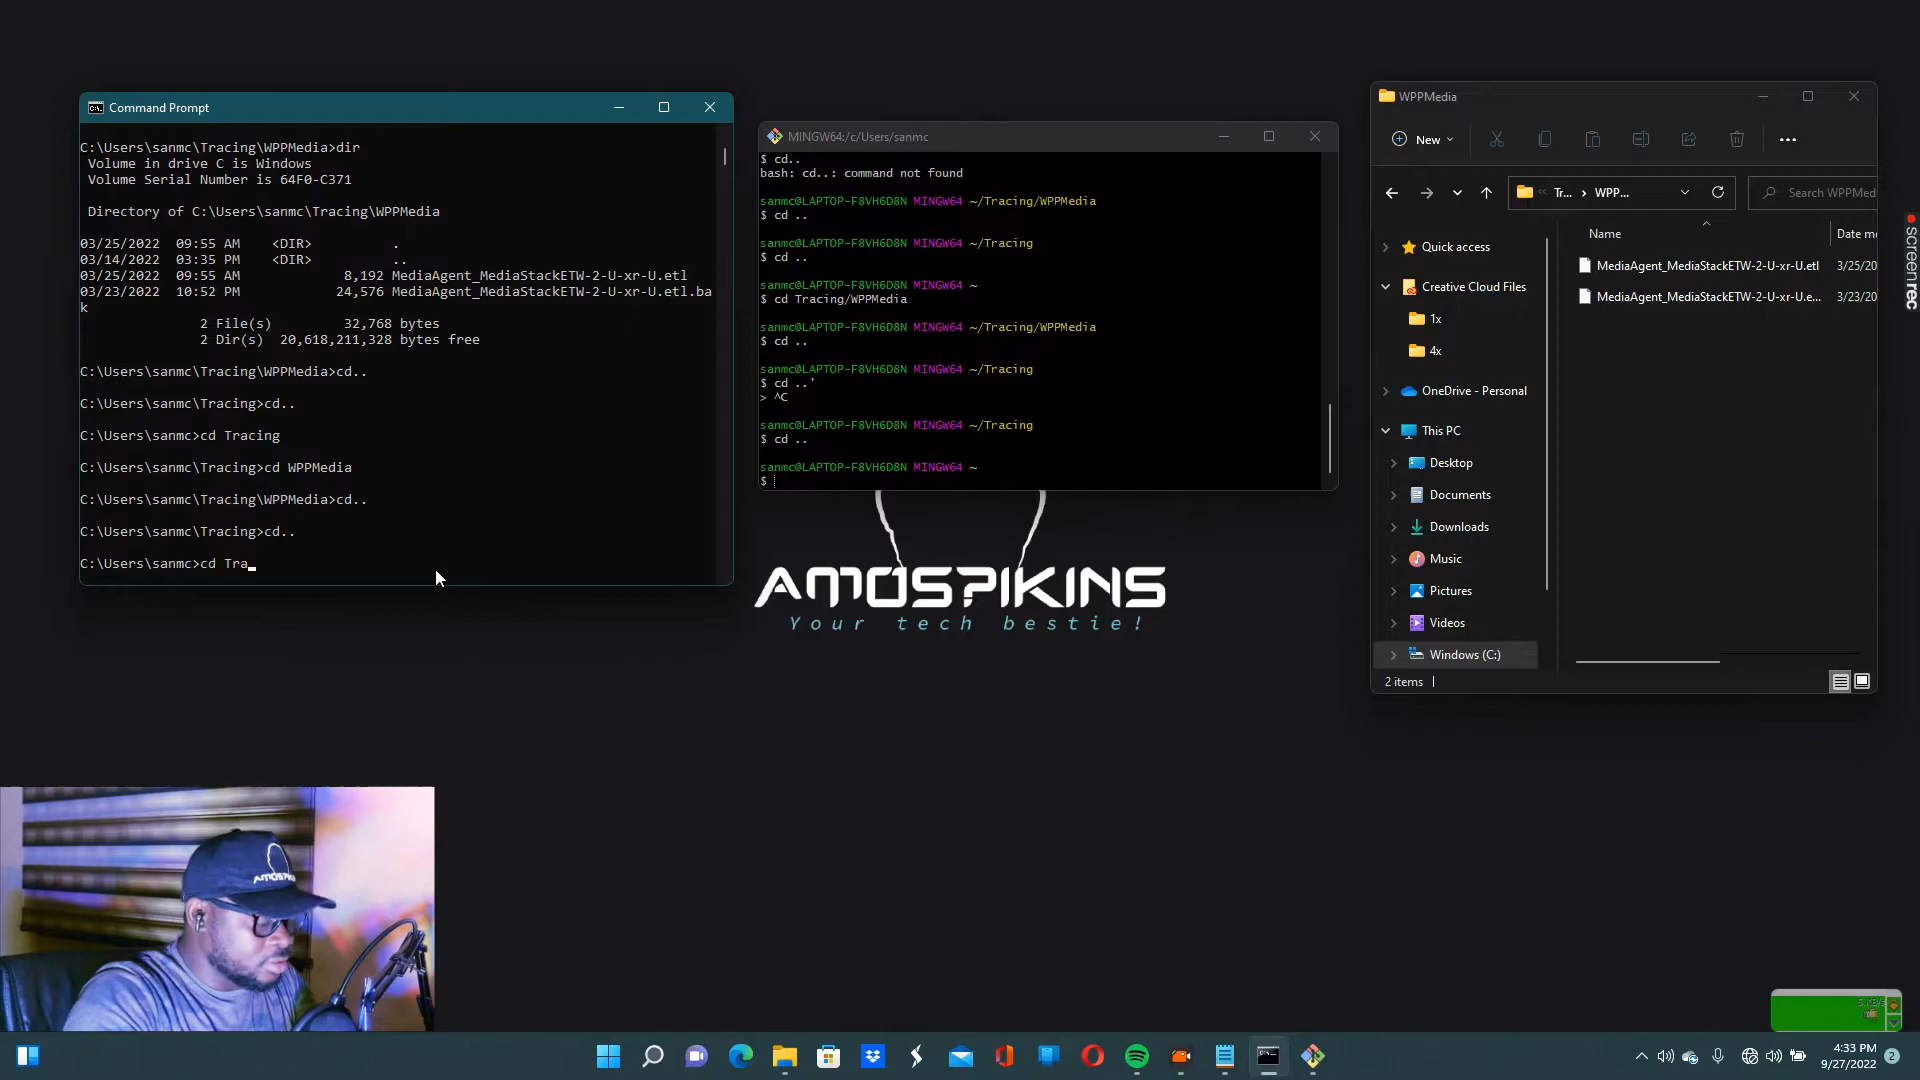 Command Prompt
C:\Users\sanmc\Tracing\WPPMedia>dir
Volume in drive C is Windows
Volume Serial Number is 64F0-C371
Directory of C:\Users\sanmc\Tracing\WPPMedia
03/25/2022 09:55 AM <DIR> .
03/14/2022 03:35 PM <DIR> ..
03/25/2022 09:55 AM 8,192 MediaAgent_MediaStackETW-2-U-xr-U.etl
03/23/2022 10:52 PM 24,576 MediaAgent_MediaStackETW-2-U-xr-U.etl.ba
k
2 File(s) 32,768 bytes
2 Dir(s) 20,618,211,328 bytes free
C:\Users\sanmc\Tracing\WPPMedia>cd..
C:\Users\sanmc\Tracing>cd..
C:\Users\sanmc>cd Tracing
C:\Users\sanmc\Tracing>cd WPPMedia
C:\Users\sanmc\Tracing\WPPMedia>cd..
C:\Users\sanmc\Tracing>cd..
C:\Users\sanmc>cd Tra
MINGW64:/c/Users/sanmc
$ cd..
bash: cd..: command not found
sanmc@LAPTOP-F8VH6D8N MINGW64 ~/Tracing/WPPMedia
$ cd ..
sanmc@LAPTOP-F8VH6D8N MINGW64 ~/Tracing
$ cd ..
sanmc@LAPTOP-F8VH6D8N MINGW64 ~
$ cd Tracing/WPPMedia
sanmc@LAPTOP-F8VH6D8N MINGW64 ~/Tracing/WPPMedia
$ cd ..
sanmc@LAPTOP-F8VH6D8N MINGW64 ~/Tracing
$ cd ..'
> ^C
sanmc@LAPTOP-F8VH6D8N MINGW64 ~/Tracing
$ cd ..
sanmc@LAPTOP-F8VH6D8N MINGW64 ~
$
AMOSPIKINS
Your tech bestie!
WPPMedia
New
Tr... › WPP...
Search WPPMed
Name
Date mo
Quick access
Creative Cloud Files
1x
4x
OneDrive - Personal
This PC
Desktop
Documents
Downloads
Music
Pictures
Videos
Windows (C:)
MediaAgent_MediaStackETW-2-U-xr-U.etl 3/25/20
MediaAgent_MediaStackETW-2-U-xr-U.e... 3/23/20
2 items
screenrec
AMOSPIKINS
4:33 PM
9/27/2022
2